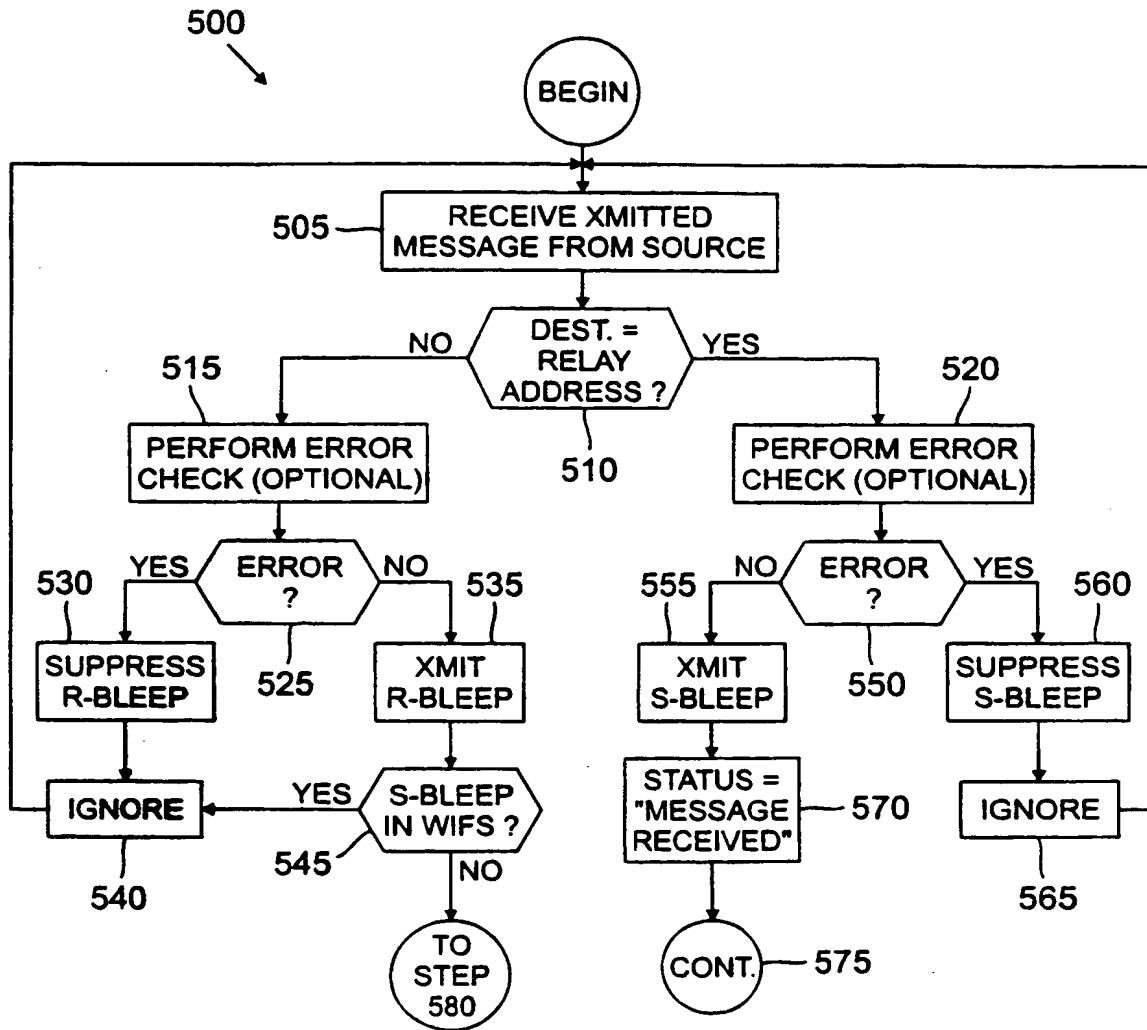 500
BEGIN
505
RECEIVE XMITTED
MESSAGE FROM SOURCE
NO
DEST. =
RELAY
ADDRESS ?
YES
510
515
PERFORM ERROR
CHECK (OPTIONAL)
520
PERFORM ERROR
CHECK (OPTIONAL)
YES
ERROR
?
NO
525
530
SUPPRESS
R-BLEEP
535
XMIT
R-BLEEP
NO
ERROR
?
YES
550
555
XMIT
S-BLEEP
560
SUPPRESS
S-BLEEP
IGNORE
540
YES
S-BLEEP
IN WIFS ?
545
NO
STATUS =
"MESSAGE
RECEIVED"
570
IGNORE
565
TO
STEP
580
CONT.
575